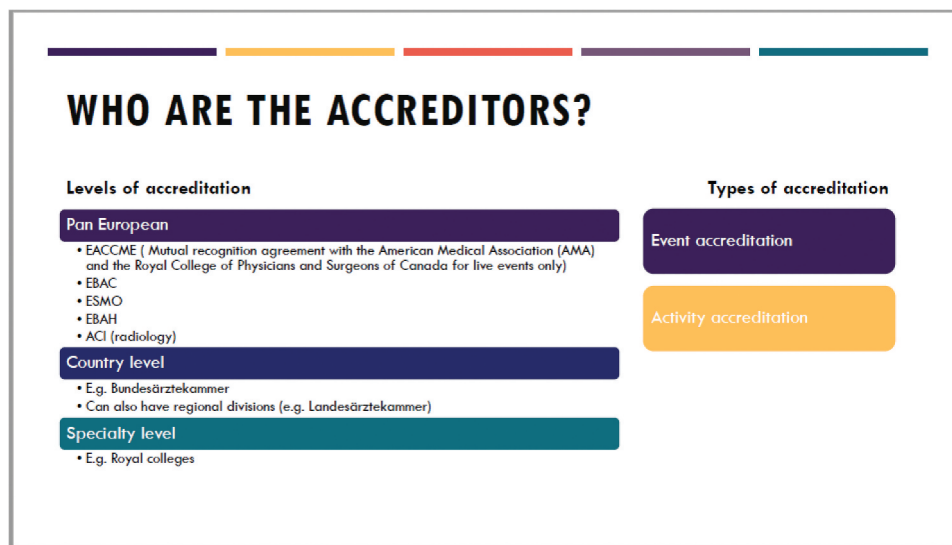 WHO ARE THE ACCREDITORS?
Levels of accreditation
Pan European
• EACCME ( Mutual recognition agreement with the American Medical Association (AMA)
and the Royal College of Physicians and Surgeons of Canada for live events only)
• EBAC
• ESMO
• EBAH
• ACI (radiology)
Country level
• E.g. Bundesärztekammer
• Can also have regional divisions (e.g. Landesärztekammer)
Specialty level
• E.g. Royal colleges
Types of accreditation
Event accreditation
Activity accreditation